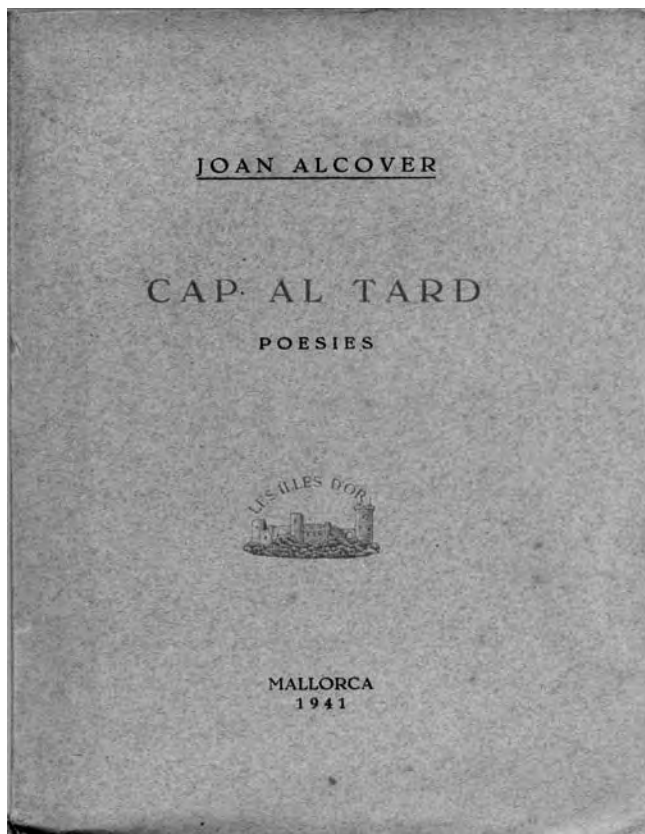 JOAN ALCOVER
CAP AL TARD
POESIES
LES ILLES D'OR
MALLORCA
1941